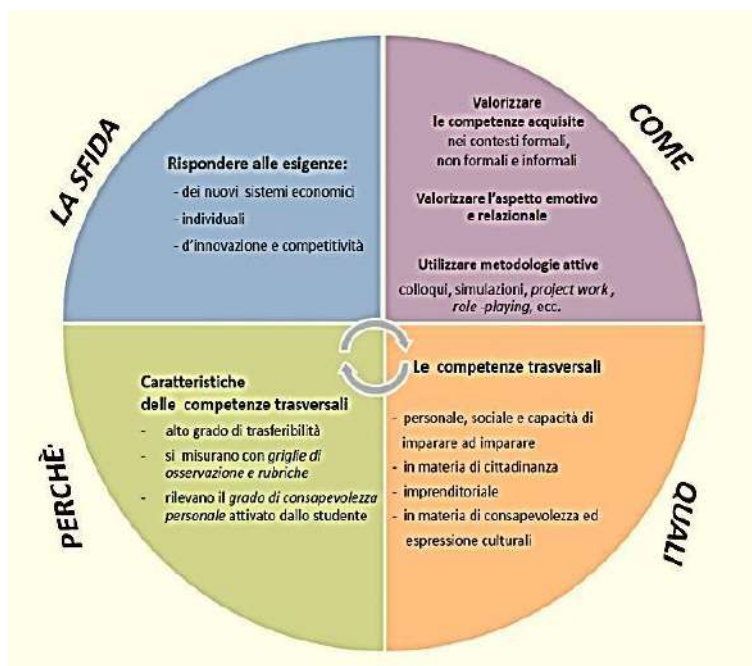 LA SFIDA
Rispondere alle esigenze:
- dei nuovi sistemi economici
- individuali
- d'innovazione e competitività
COME
Valorizzare
le competenze acquisite
nei contesti formali,
non formali e informali
Valorizzare l'aspetto emotivo
e relazionale
Utilizzare metodologie attive
colloqui, simulazioni, project work,
role-playing, ecc.
PERCHÈ'
Caratteristiche
delle competenze trasversali
- alto grado di trasferibilità
- si misurano con griglie di
osservazione e rubriche
- rilevano il grado di consapevolezza
personale attivato dallo studente
QUALI
Le competenze trasversali
- personale, sociale e capacità di
imparare ad imparare
- in materia di cittadinanza
- imprenditoriale
- in materia di consapevolezza ed
espressione culturali